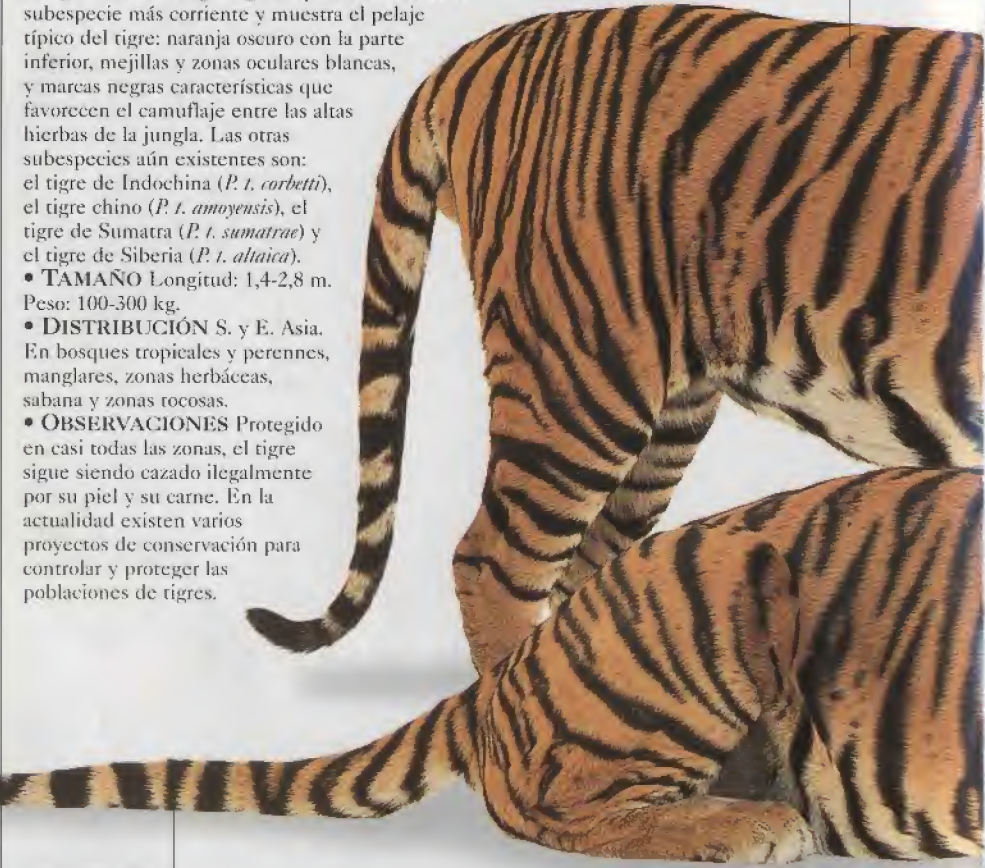 subespecie más corriente y muestra el pelaje
típico del tigre: naranja oscuro con la parte
inferior, mejillas y zonas oculares blancas,
y marcas negras características que
favorecen el camuflaje entre las altas
hierbas de la jungla. Las otras
subespecies aún existentes son:
el tigre de Indochina (P. t. corbetti),
el tigre chino (P. t. amoyensis), el
tigre de Sumatra (P. t. sumatrae) y
el tigre de Siberia (P. t. altaica).
• TAMAÑO Longitud: 1,4-2,8 m.
Peso: 100-300 kg.
• DISTRIBUCIÓN S. y E. Asia.
En bosques tropicales y perennes,
manglares, zonas herbáceas,
sabana y zonas rocosas.
• OBSERVACIONES Protegido
en casi todas las zonas, el tigre
sigue siendo cazado ilegalmente
por su piel y su carne. En la
actualidad existen varios
proyectos de conservación para
controlar y proteger las
poblaciones de tigres.